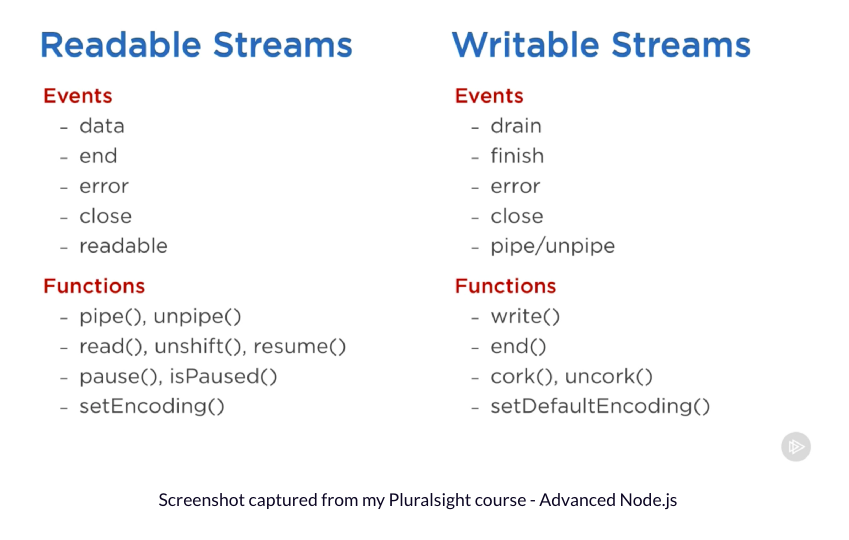 Readable Streams
Events
- data
- end
- error
- close
- readable
Functions
- pipe(), unpipe()
- read(), unshift(), resume()
- pause(), isPaused()
- setEncoding()
Writable Streams
Events
- drain
- finish
- error
- close
- pipe/unpipe
Functions
- write()
- end()
- cork(), uncork()
- setDefaultEncoding()
Screenshot captured from my Pluralsight course - Advanced Node.js